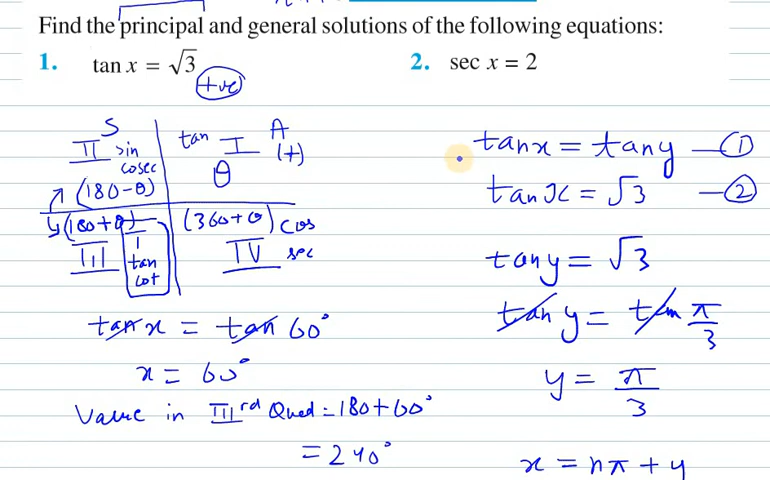 Find the principal and general solutions of the following equations:
1. tan x = √3
2. sec x = 2
+ve
S
II sin
cosec
(180-θ)
tan I A
(+)
θ
(180+θ)
III
tan
cot
(360+θ) cos
IV sec
tan x = tan 60°
x = 60°
Value in III rd Qued = 180 + 60°
= 240°
tan x = tan y — ①
tan x = √3 — ②
tan y = √3
tan y = tan π/3
y = π/3
x = nπ + y